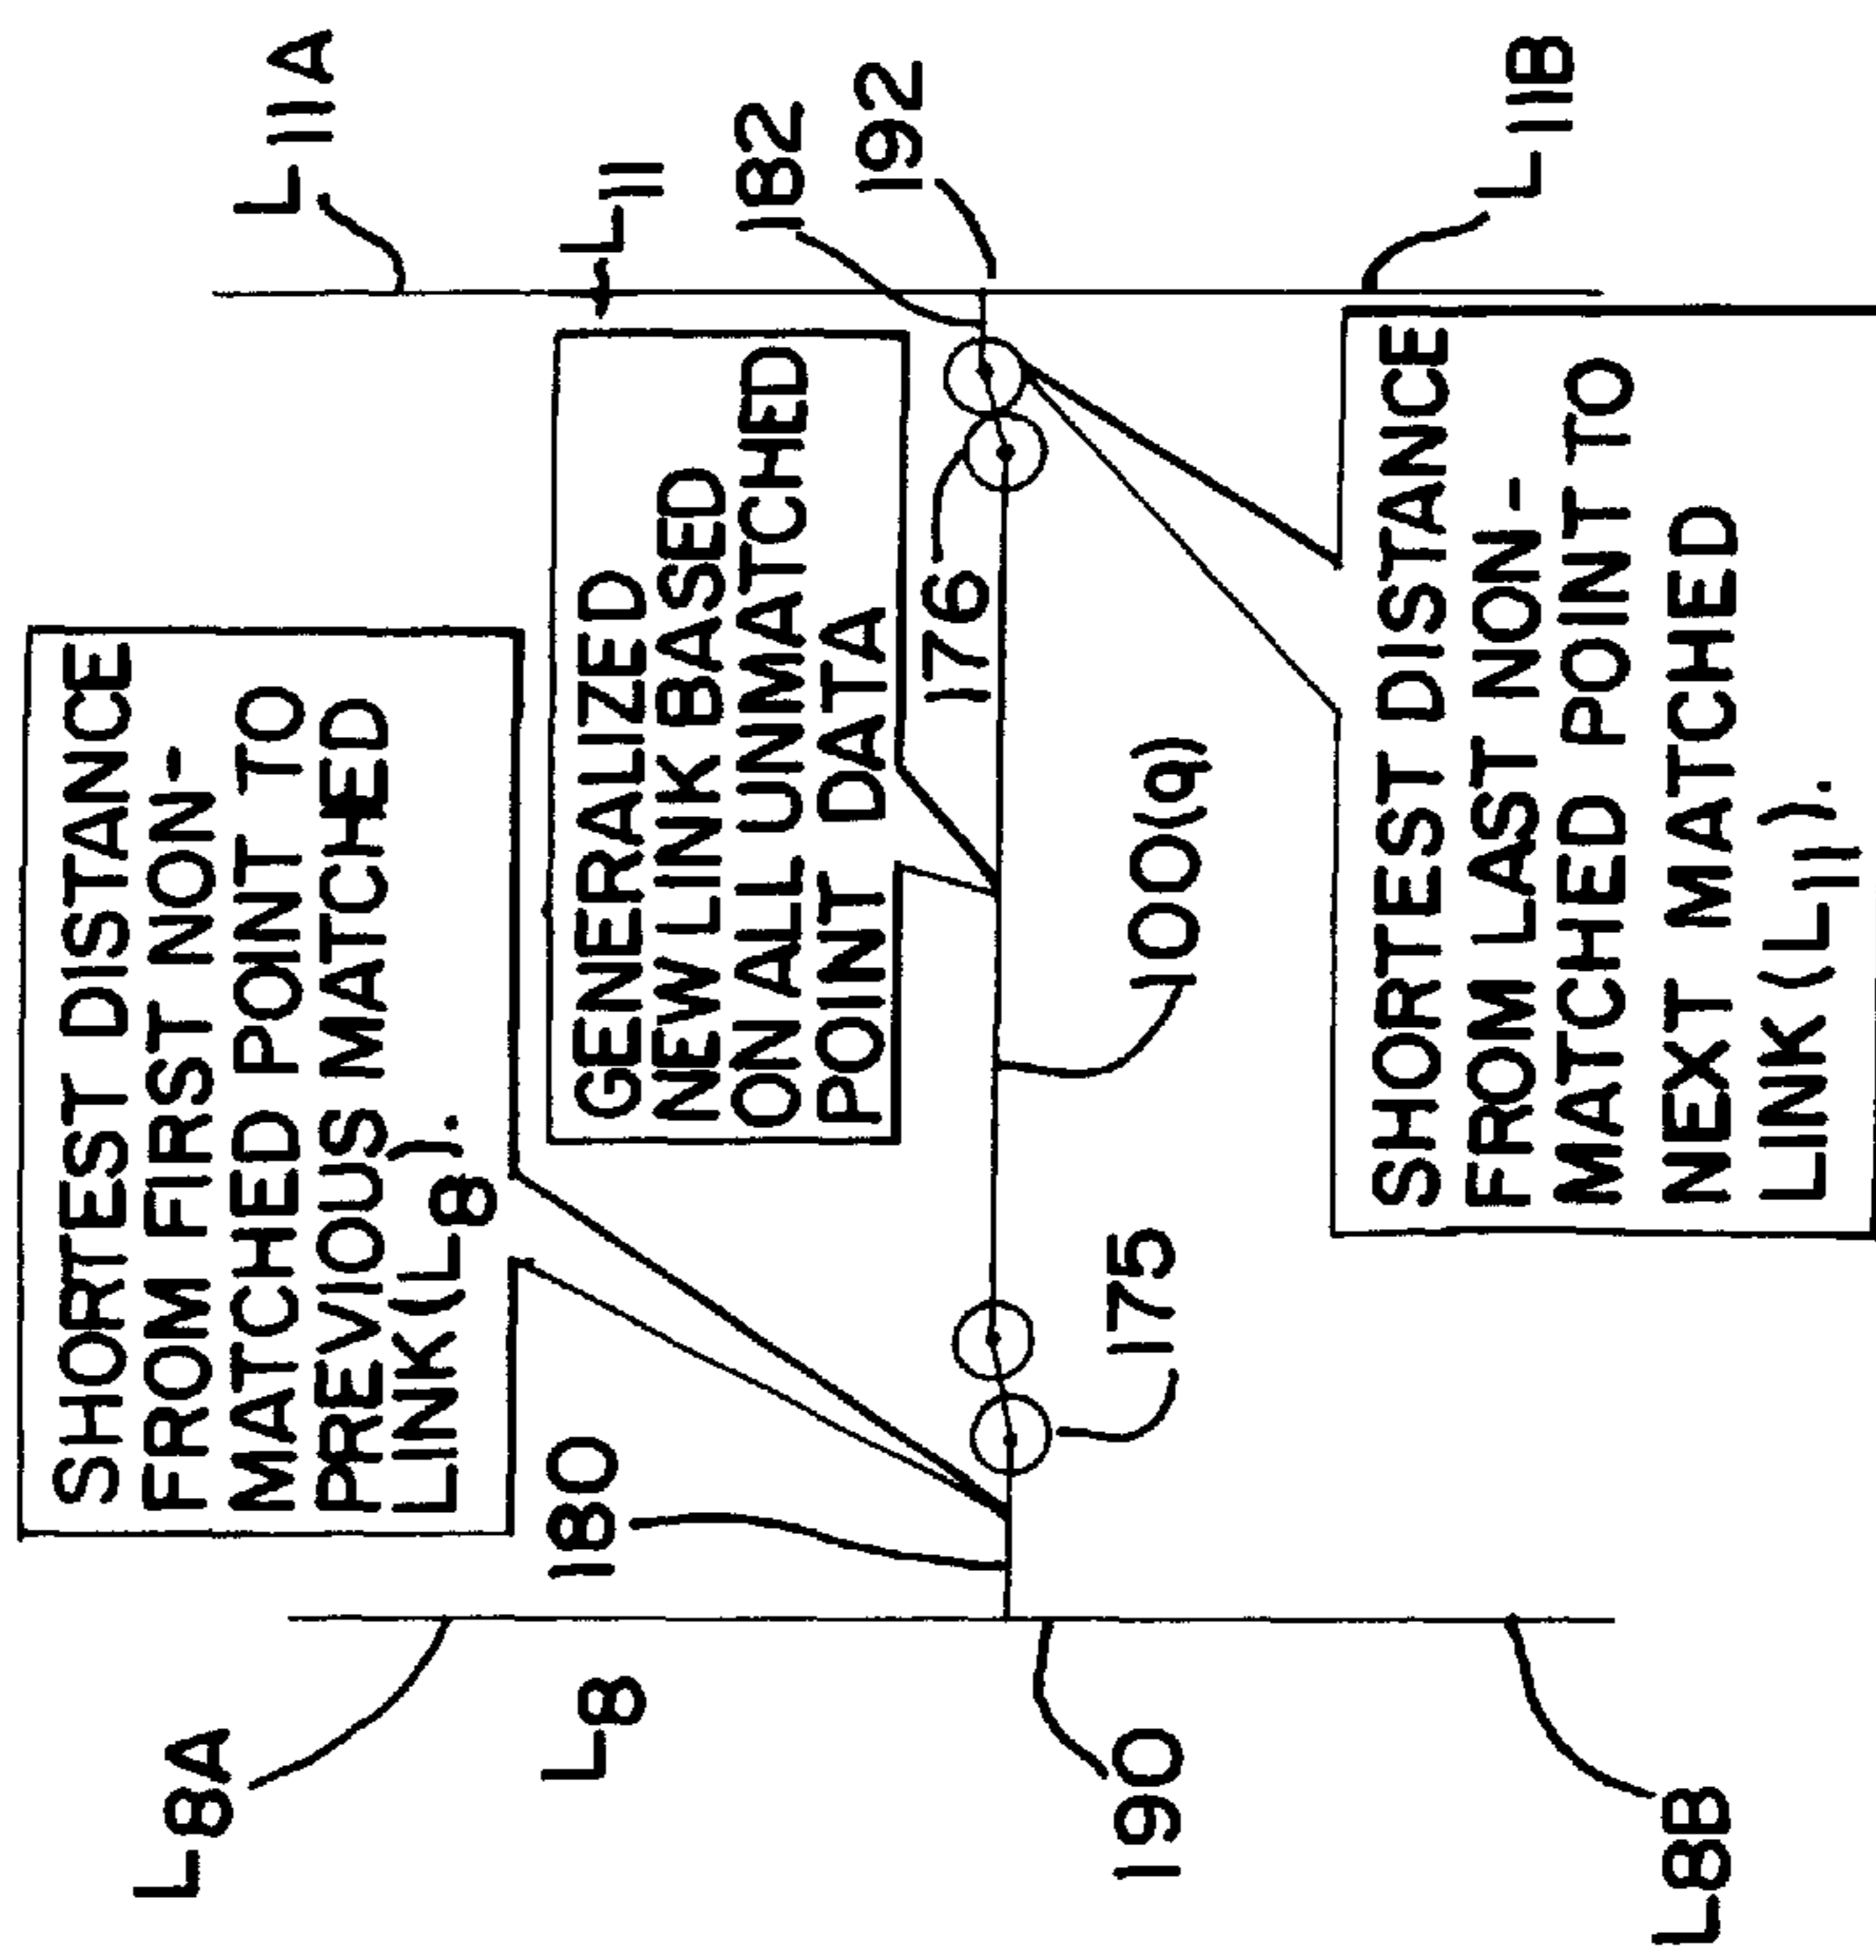 SHORTEST DISTANCE
FROM FIRST NON-
MATCHED POINT TO
PREVIOUS MATCHED
LINK (L8).
GENERALIZED
NEW LINK BASED
ON ALL UNMATCHED
POINT DATA
L8A
L8
180
190
L8B
175
100(q)
176
L11A
L11
182
192
L11B
SHORTEST DISTANCE
FROM LAST NON-
MATCHED POINT TO
NEXT MATCHED
LINK (L11).